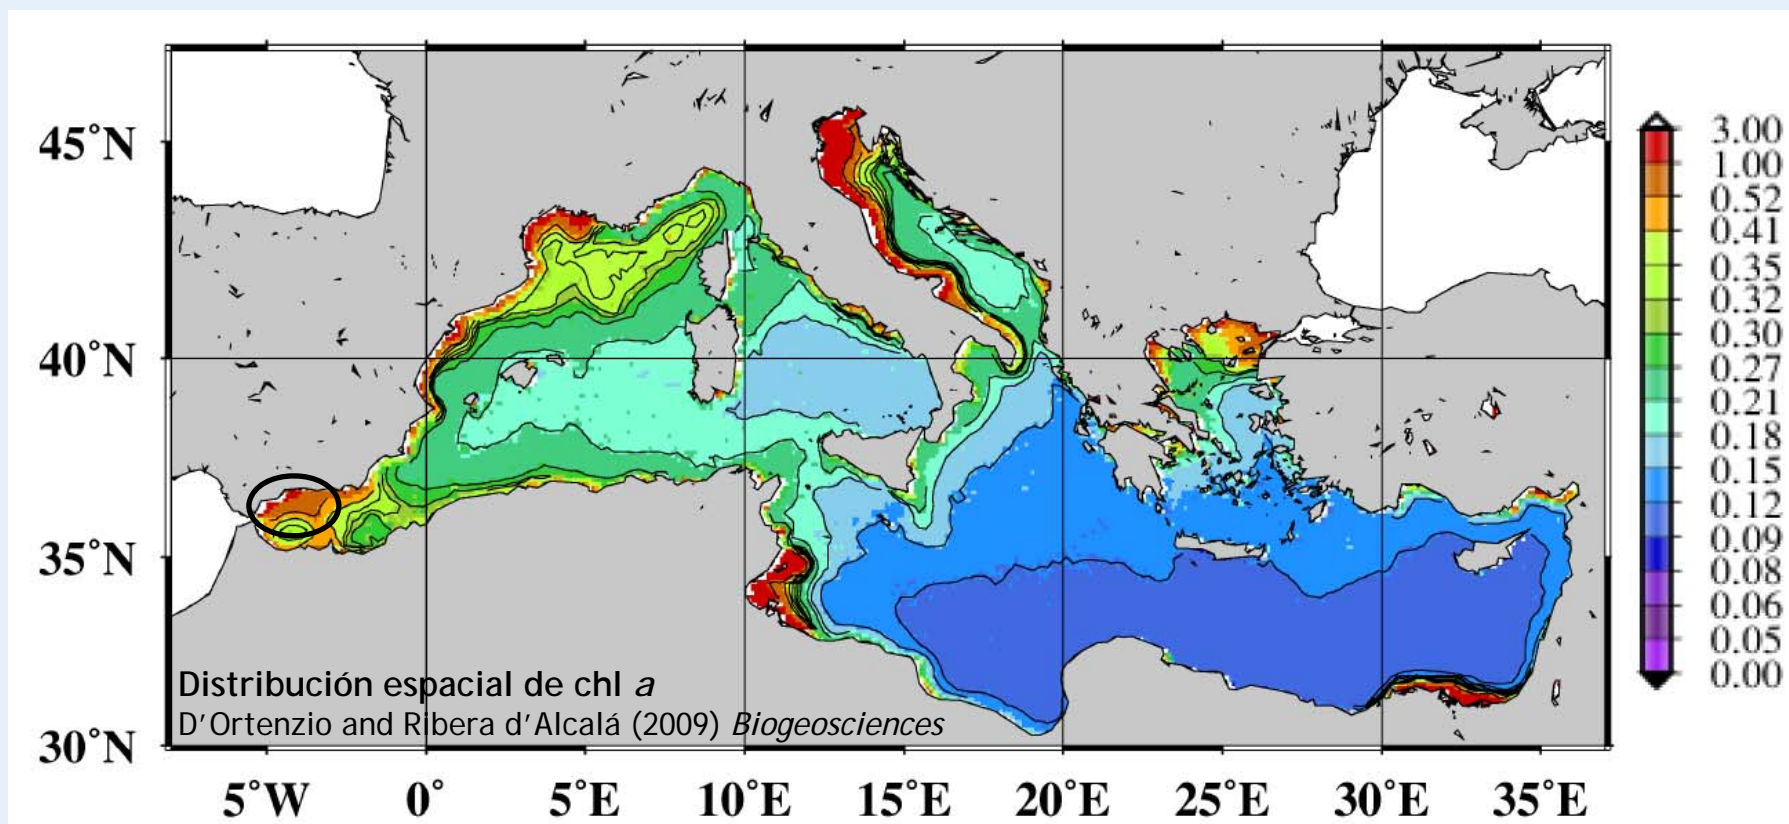 45°N
40°N
35°N
30°N
5°W 0° 5°E 10°E 15°E 20°E 25°E 30°E 35°E
3.00
1.00
0.52
0.41
0.35
0.32
0.30
0.27
0.21
0.18
0.15
0.12
0.09
0.08
0.06
0.05
0.00
Distribución espacial de chl a
D’Ortenzio and Ribera d’Alcalá (2009) Biogeosciences